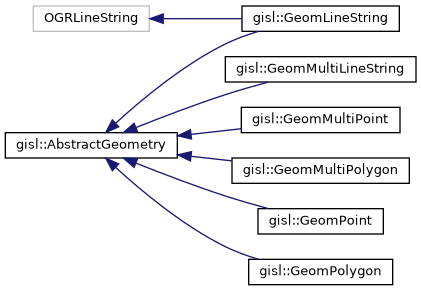 OGRLineString
gisl::GeomLineString
gisl::GeomMultiLineString
gisl::GeomMultiPoint
gisl::AbstractGeometry
gisl::GeomMultiPolygon
gisl::GeomPoint
gisl::GeomPolygon